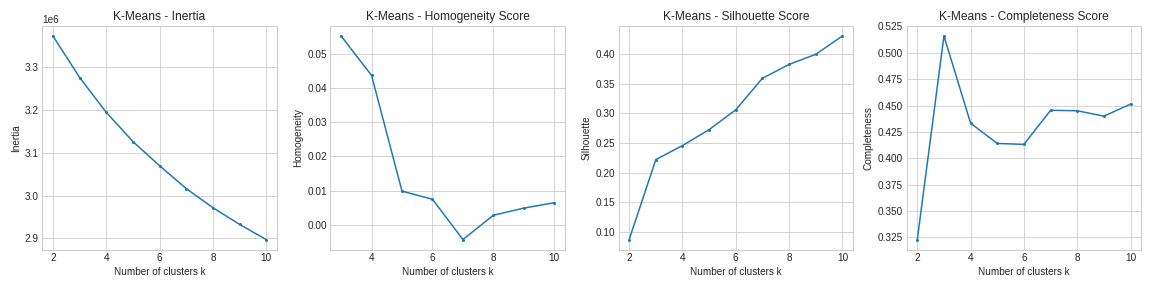 K-Means - Inertia
1e6
3.3
3.2
3.1
3.0
2.9
Inertia
2 4 6 8 10
Number of clusters k
K-Means - Homogeneity Score
0.05
0.04
0.03
0.02
0.01
0.00
Homogeneity
4 6 8 10
Number of clusters k
K-Means - Silhouette Score
0.40
0.35
0.30
0.25
0.20
0.15
0.10
Silhouette
2 4 6 8 10
Number of clusters k
K-Means - Completeness Score
0.525
0.500
0.475
0.450
0.425
0.400
0.375
0.350
0.325
Completeness
2 4 6 8 10
Number of clusters k